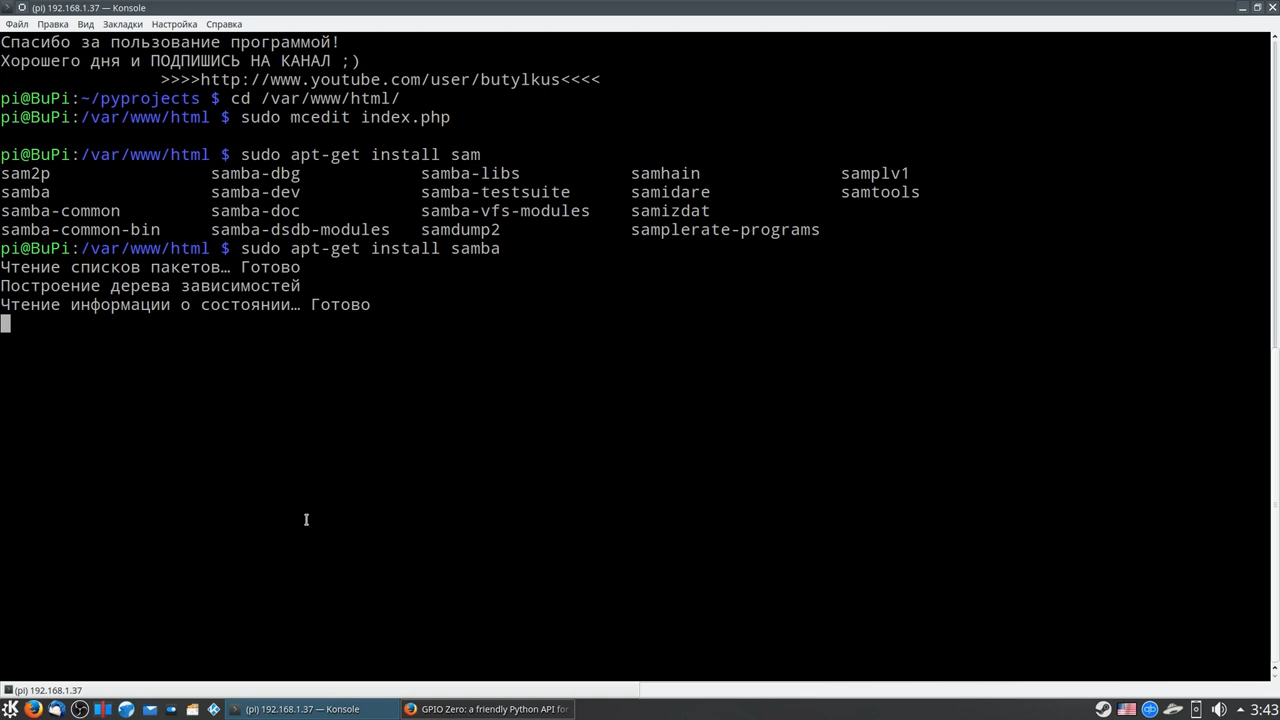 (pi) 192.168.1.37 — Konsole
Файл Правка Вид Закладки Настройка Справка
Спасибо за пользование программой!
Хорошего дня и ПОДПИШИСЬ НА КАНАЛ ;)
>>>>http://www.youtube.com/user/butylkus<<<<
pi@BuPi:~/pyprojects $ cd /var/www/html/
pi@BuPi:/var/www/html $ sudo mcedit index.php
pi@BuPi:/var/www/html $ sudo apt-get install sam
sam2p samba-dbg samba-libs samhain samplv1
samba samba-dev samba-testsuite samidare samtools
samba-common samba-doc samba-vfs-modules samizdat
samba-common-bin samba-dsdb-modules samdump2 samplerate-programs
pi@BuPi:/var/www/html $ sudo apt-get install samba
Чтение списков пакетов… Готово
Построение дерева зависимостей
Чтение информации о состоянии… Готово
(pi) 192.168.1.37
(pi) 192.168.1.37 — Konsole GPIO Zero: a friendly Python API for 3:43